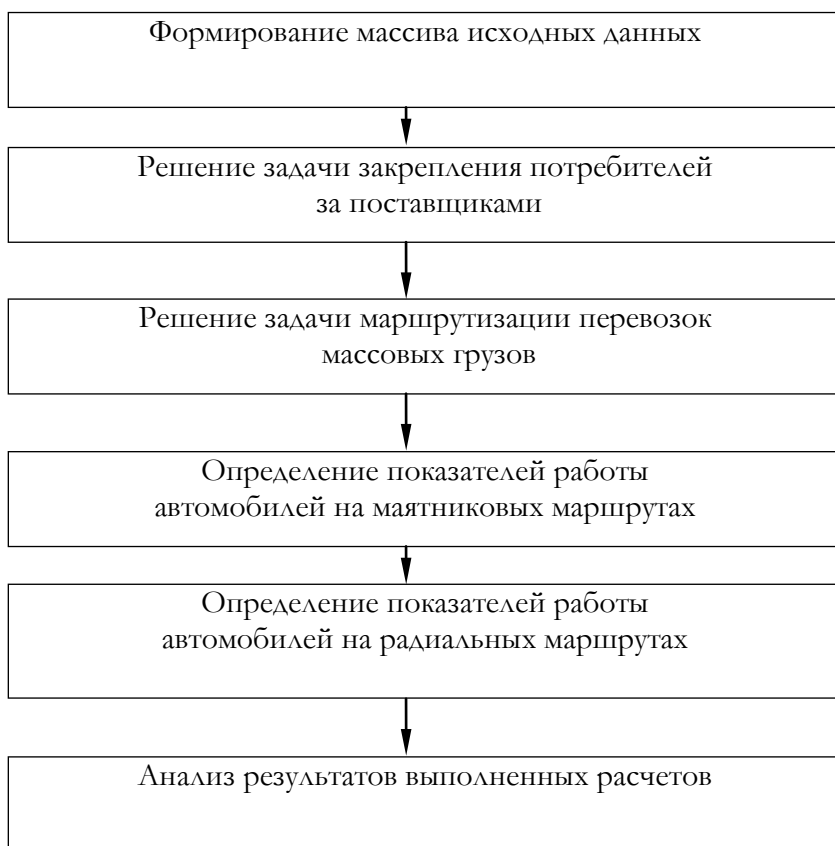 Формирование массива исходных данных
Решение задачи закрепления потребителей
за поставщиками
Решение задачи маршрутизации перевозок
массовых грузов
Определение показателей работы
автомобилей на маятниковых маршрутах
Определение показателей работы
автомобилей на радиальных маршрутах
Анализ результатов выполненных расчетов